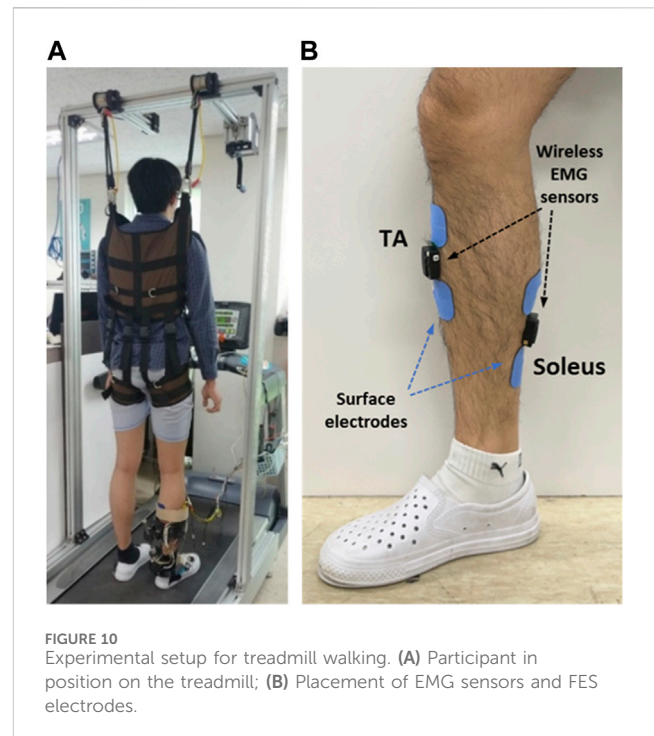 A
B
Wireless
EMG
sensors
TA
Soleus
Surface
electrodes
FIGURE 10
Experimental setup for treadmill walking. (A) Participant in
position on the treadmill; (B) Placement of EMG sensors and FES
electrodes.